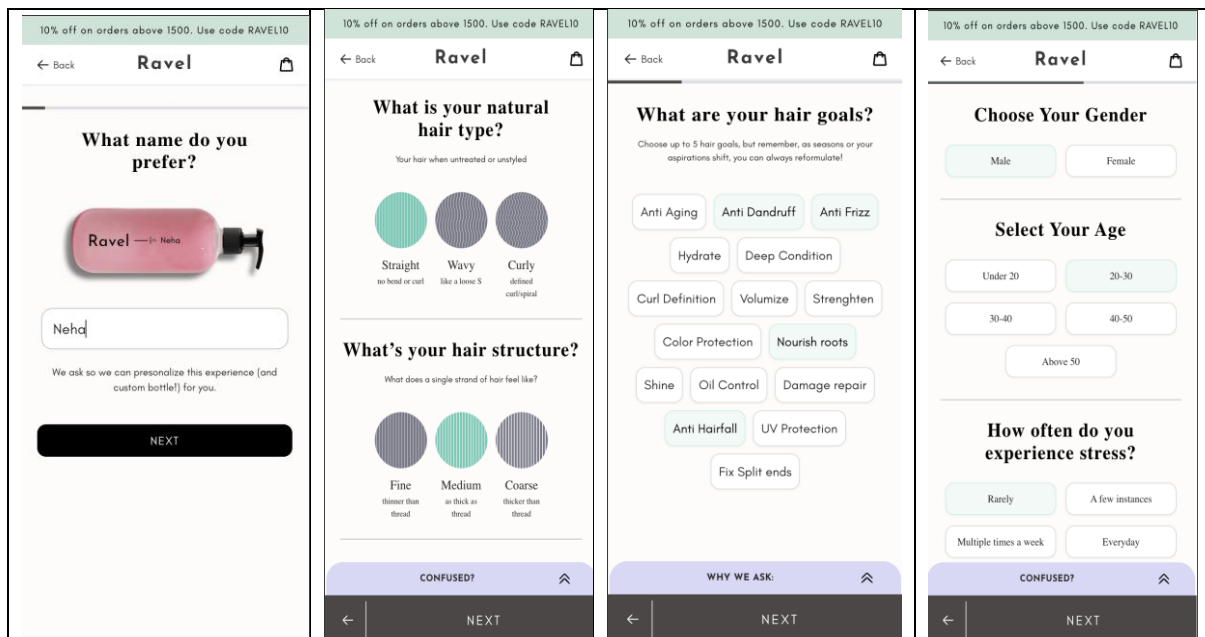 10% off on orders above 1500. Use code RAVEL10
← Back Ravel
What name do you
prefer?
Ravel — in Neha
Neha
We ask so we can presonalize this experience (and
custom bottle!) for you.
NEXT
10% off on orders above 1500. Use code RAVEL10
← Back Ravel
What is your natural
hair type?
Your hair when untreated or unstyled
Straight Wavy Curly
no bend or curl like a loose S defined
curl/spiral
What's your hair structure?
What does a single strand of hair feel like?
Fine Medium Coarse
thinner than as thick as thicker than
thread thread thread
CONFUSED?
← NEXT
10% off on orders above 1500. Use code RAVEL10
← Back Ravel
What are your hair goals?
Choose up to 5 hair goals, but remember, as seasons or your
aspirations shift, you can always reformulate!
Anti Aging Anti Dandruff Anti Frizz
Hydrate Deep Condition
Curl Definition Volumize Strenghten
Color Protection Nourish roots
Shine Oil Control Damage repair
Anti Hairfall UV Protection
Fix Split ends
WHY WE ASK:
← NEXT
10% off on orders above 1500. Use code RAVEL10
← Back Ravel
Choose Your Gender
Male Female
Select Your Age
Under 20 20-30
30-40 40-50
Above 50
How often do you
experience stress?
Rarely A few instances
Multiple times a week Everyday
CONFUSED?
← NEXT